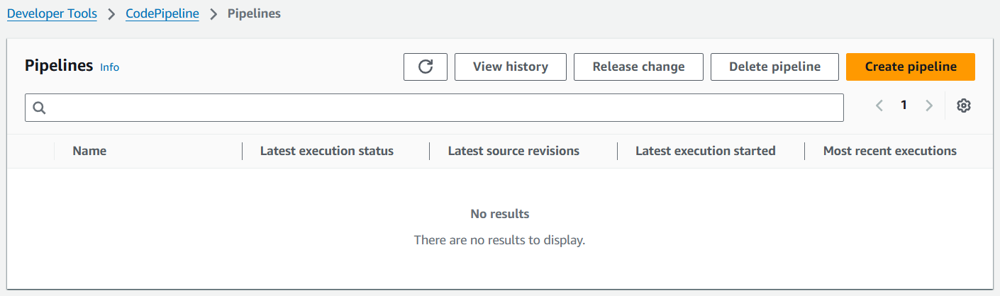 Developer Tools > CodePipeline > Pipelines
Pipelines Info View history Release change Delete pipeline Create pipeline
1
Name Latest execution status Latest source revisions Latest execution started Most recent executions
No results
There are no results to display.